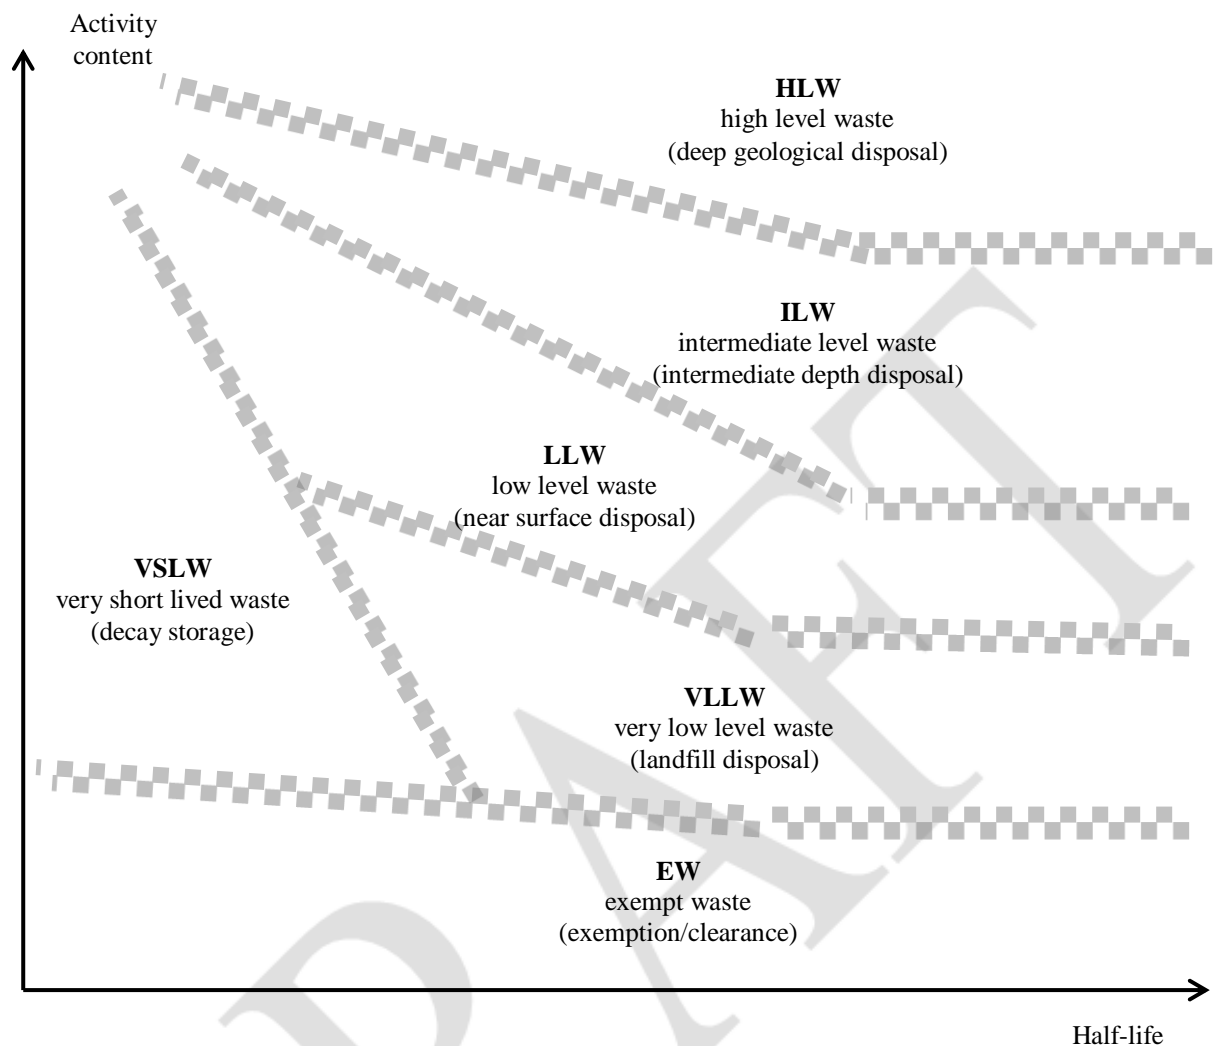 Activity
content
HLW
high level waste
(deep geological disposal)
ILW
intermediate level waste
(intermediate depth disposal)
LLW
low level waste
(near surface disposal)
VSLW
very short lived waste
(decay storage)
VLLW
very low level waste
(landfill disposal)
EW
exempt waste
(exemption/clearance)
Half-life
DRAFT